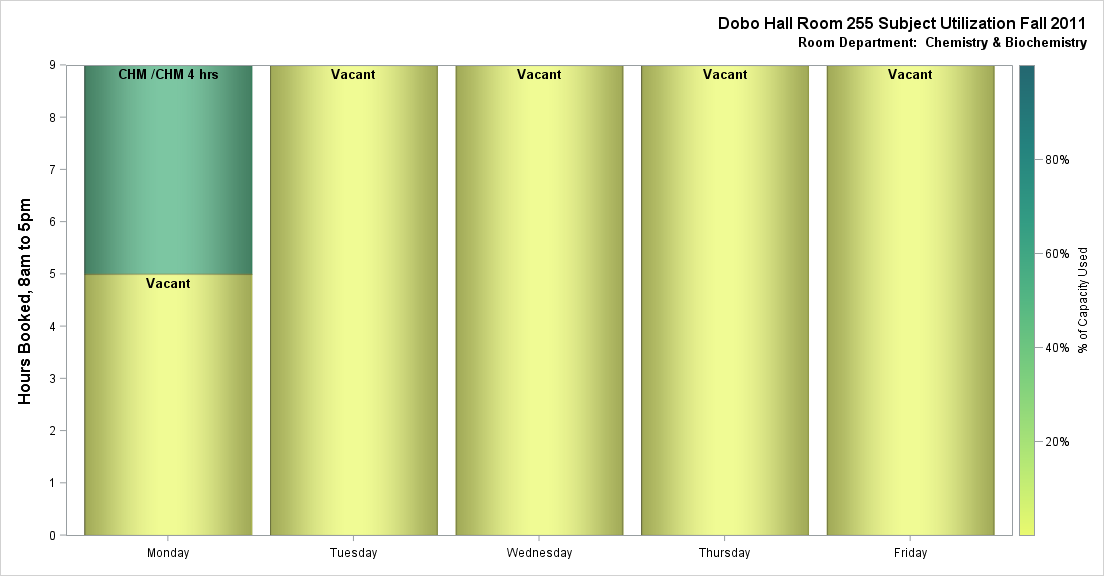 Dobo Hall Room 255 Subject Utilization Fall 2011
Room Department:  Chemistry & Biochemistry
Hours Booked, 8am to 5pm
9
8
7
6
5
4
3
2
1
0
CHM /CHM 4 hrs
Vacant
Vacant
Vacant
Vacant
Vacant
Monday
Tuesday
Wednesday
Thursday
Friday
80%
60%
40%
20%
% of Capacity Used